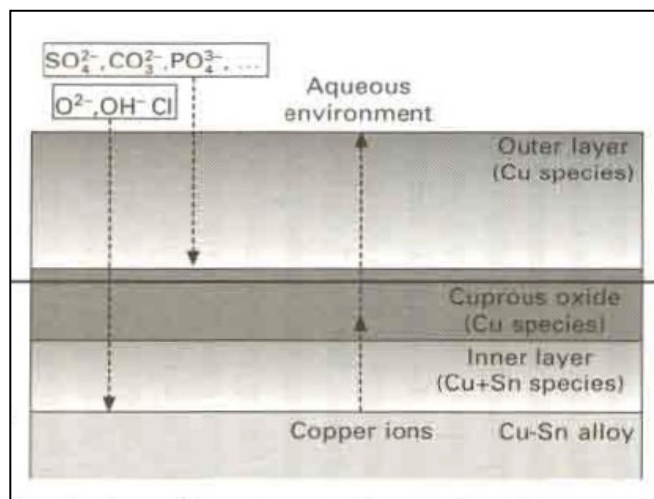 SO₄²⁻,CO₃²⁻,PO₄³⁻, ...
O²⁻,OH⁻ Cl
Aqueous
environment
Outer layer
(Cu species)
Cuprous oxide
(Cu species)
Inner layer
(Cu+Sn species)
Copper ions
Cu-Sn alloy